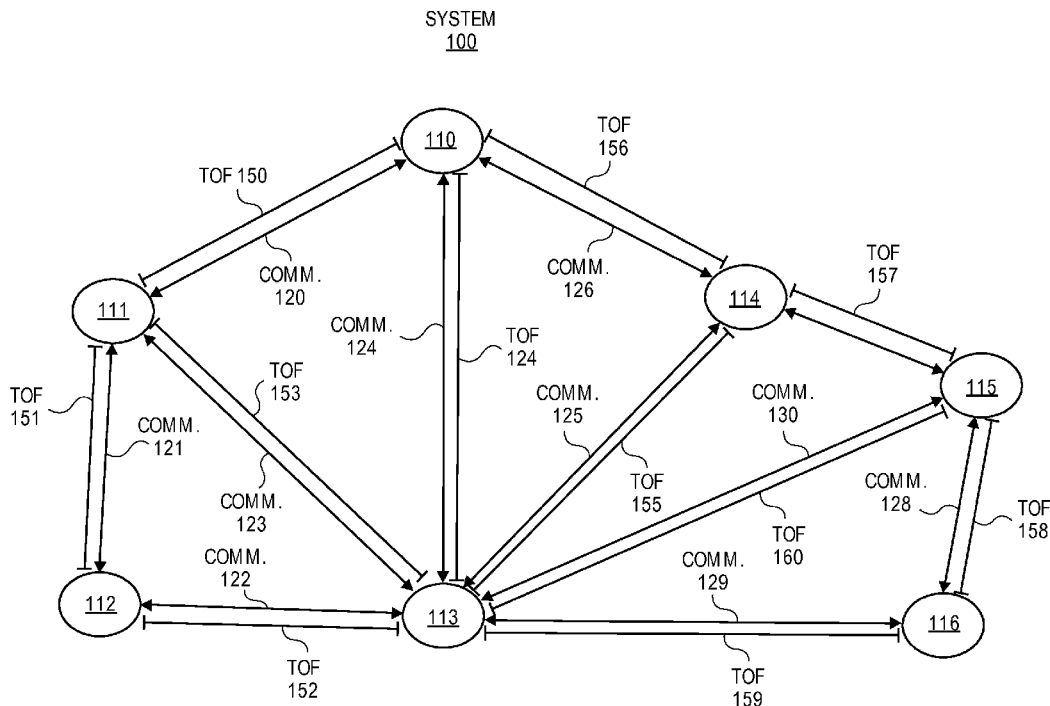 SYSTEM
100
110
TOF
156
TOF 150
COMM.
120
COMM.
126
TOF
157
111
114
COMM.
124
TOF
124
TOF
153
COMM.
125
COMM.
130
115
TOF
151
COMM.
121
COMM.
123
TOF
155
COMM.
128
TOF
158
TOF
160
COMM.
122
COMM.
129
112
113
116
TOF
152
TOF
159